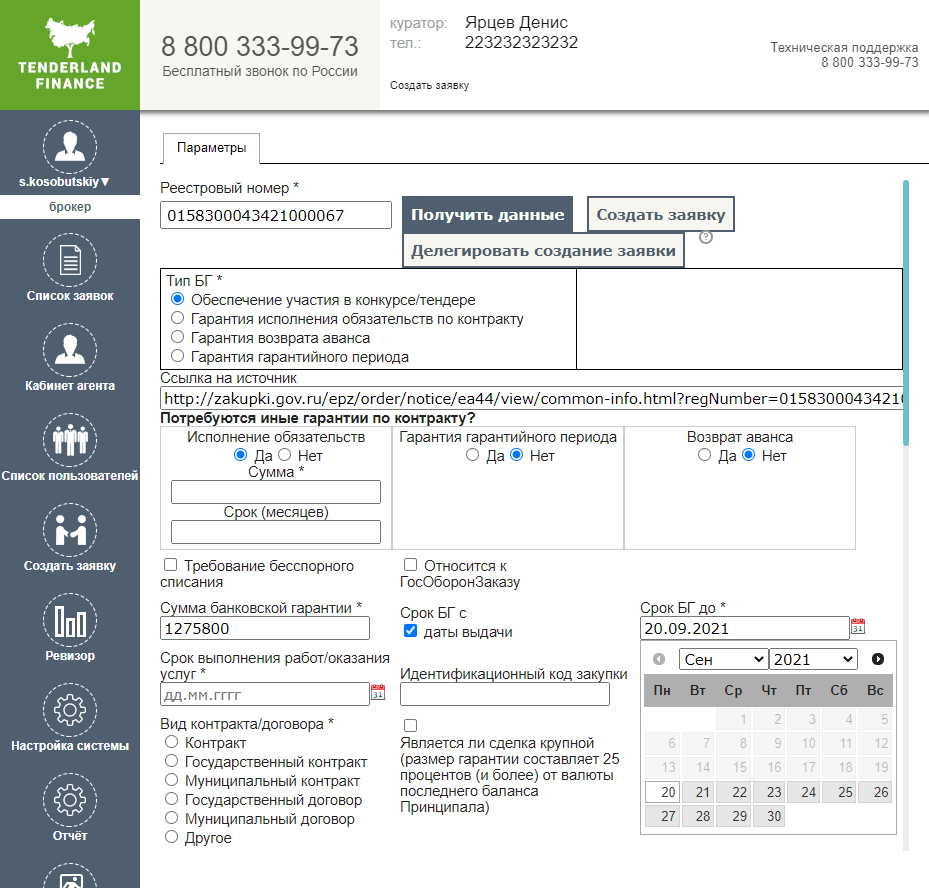 TENDERLAND
FINANCE
8 800 333-99-73
Бесплатный звонок по России
куратор: Ярцев Денис
тел.: 223232323232
Создать заявку
Техническая поддержка
8 800 333-99-73
s.kosobutskiy▼
брокер
Список заявок
Кабинет агента
Список пользователей
Создать заявку
Ревизор
Настройка системы
Отчёт
Параметры
Реестровый номер *
0158300043421000067
Получить данные
Создать заявку
Делегировать создание заявки
?
Тип БГ *
Обеспечение участия в конкурсе/тендере
Гарантия исполнения обязательств по контракту
Гарантия возврата аванса
Гарантия гарантийного периода
Ссылка на источник
http://zakupki.gov.ru/epz/order/notice/ea44/view/common-info.html?regNumber=01583000434210
Потребуются иные гарантии по контракту?
Исполнение обязательств
Да Нет
Сумма *
Срок (месяцев)
Гарантия гарантийного периода
Да Нет
Возврат аванса
Да Нет
Требование бесспорного
списания
Относится к
ГосОборонЗаказу
Сумма банковской гарантии *
1275800
Срок БГ с
даты выдачи
Срок БГ до *
20.09.2021
31
Срок выполнения работ/оказания
услуг *
дд.мм.гггг
31
Идентификационный код закупки
Вид контракта/договора *
Контракт
Государственный контракт
Муниципальный контракт
Государственный договор
Муниципальный договор
Другое
Является ли сделка крупной
(размер гарантии составляет 25
процентов (и более) от валюты
последнего баланса
Принципала)
Сен 2021
Пн Вт Ср Чт Пт Сб Вс
1 2 3 4 5
6 7 8 9 10 11 12
13 14 15 16 17 18 19
20 21 22 23 24 25 26
27 28 29 30